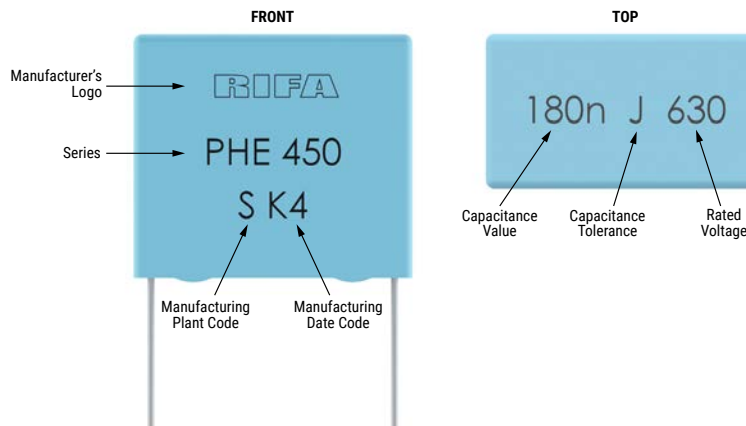 FRONT
Manufacturer's
Logo
RIFA
Series
PHE 450
S K4
Manufacturing
Plant Code
Manufacturing
Date Code
TOP
180n J 630
Capacitance
Value
Capacitance
Tolerance
Rated
Voltage